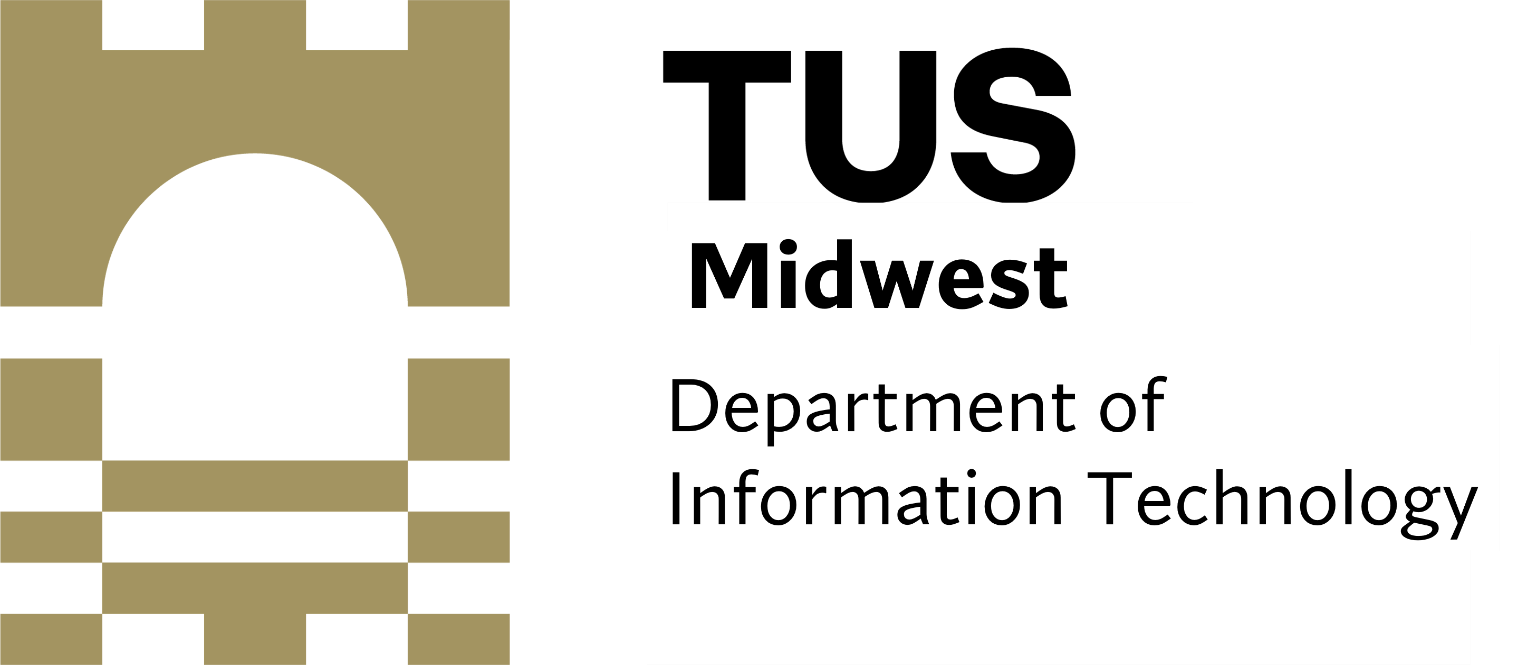 TUS
Midwest
Department of
Information Technology